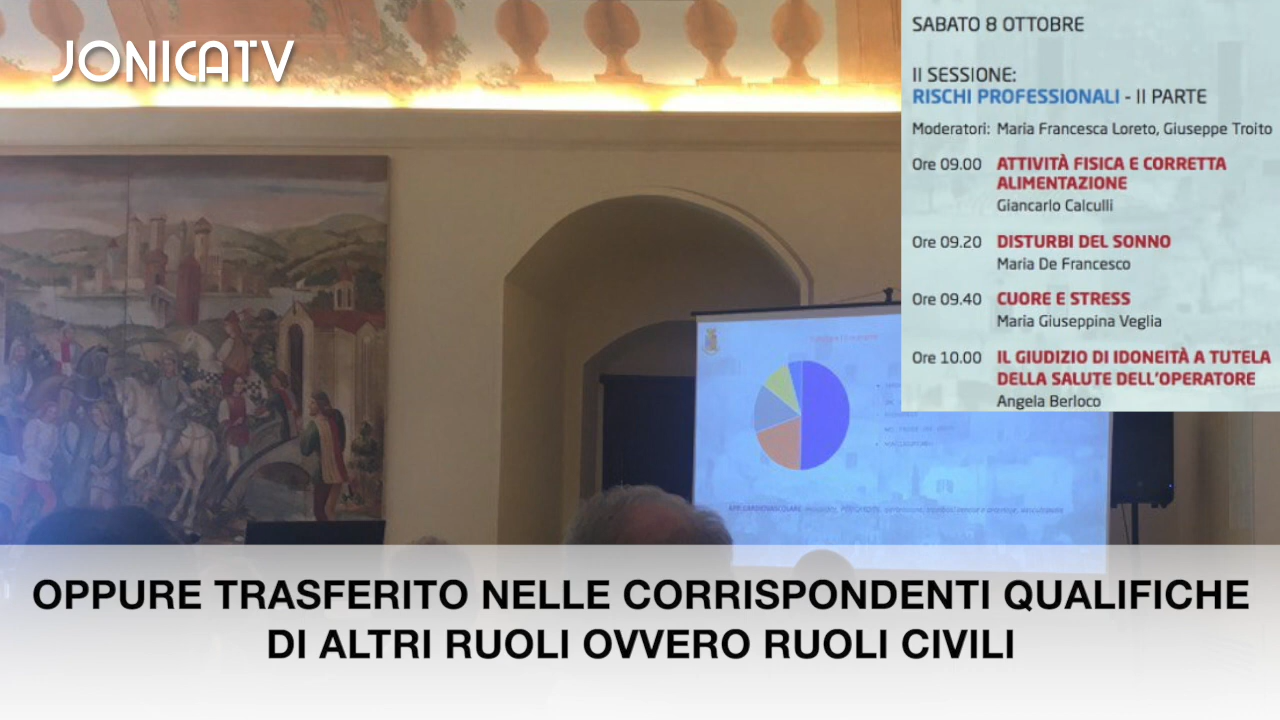 JONICATV
SABATO 8 OTTOBRE
II SESSIONE:
RISCHI PROFESSIONALI - II PARTE
Moderatori: Maria Francesca Loreto, Giuseppe Troito
Ore 09.00 ATTIVITÀ FISICA E CORRETTA
ALIMENTAZIONE
Giancarlo Calculli
Ore 09.20 DISTURBI DEL SONNO
Maria De Francesco
Ore 09.40 CUORE E STRESS
Maria Giuseppina Veglia
Ore 10.00 IL GIUDIZIO DI IDONEITÀ A TUTELA
DELLA SALUTE DELL'OPERATORE
Angela Berloco
OPPURE TRASFERITO NELLE CORRISPONDENTI QUALIFICHE
DI ALTRI RUOLI OVVERO RUOLI CIVILI